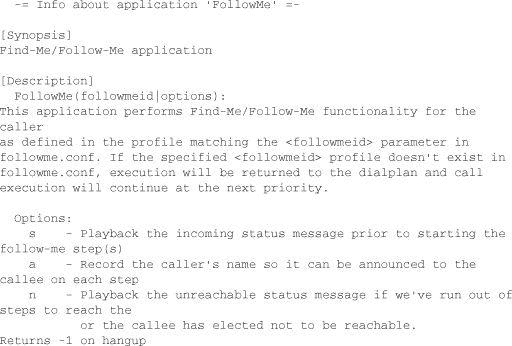 -= Info about application 'FollowMe' =-
[Synopsis]
Find-Me/Follow-Me application
[Description]
FollowMe(followmeid|options):
This application performs Find-Me/Follow-Me functionality for the
caller
as defined in the profile matching the <followmeid> parameter in
followme.conf. If the specified <followmeid> profile doesn't exist in
followme.conf, execution will be returned to the dialplan and call
execution will continue at the next priority.
Options:
s    - Playback the incoming status message prior to starting the
follow-me step(s)
a    - Record the caller's name so it can be announced to the
callee on each step
n    - Playback the unreachable status message if we've run out of
steps to reach the
or the callee has elected not to be reachable.
Returns -1 on hangup